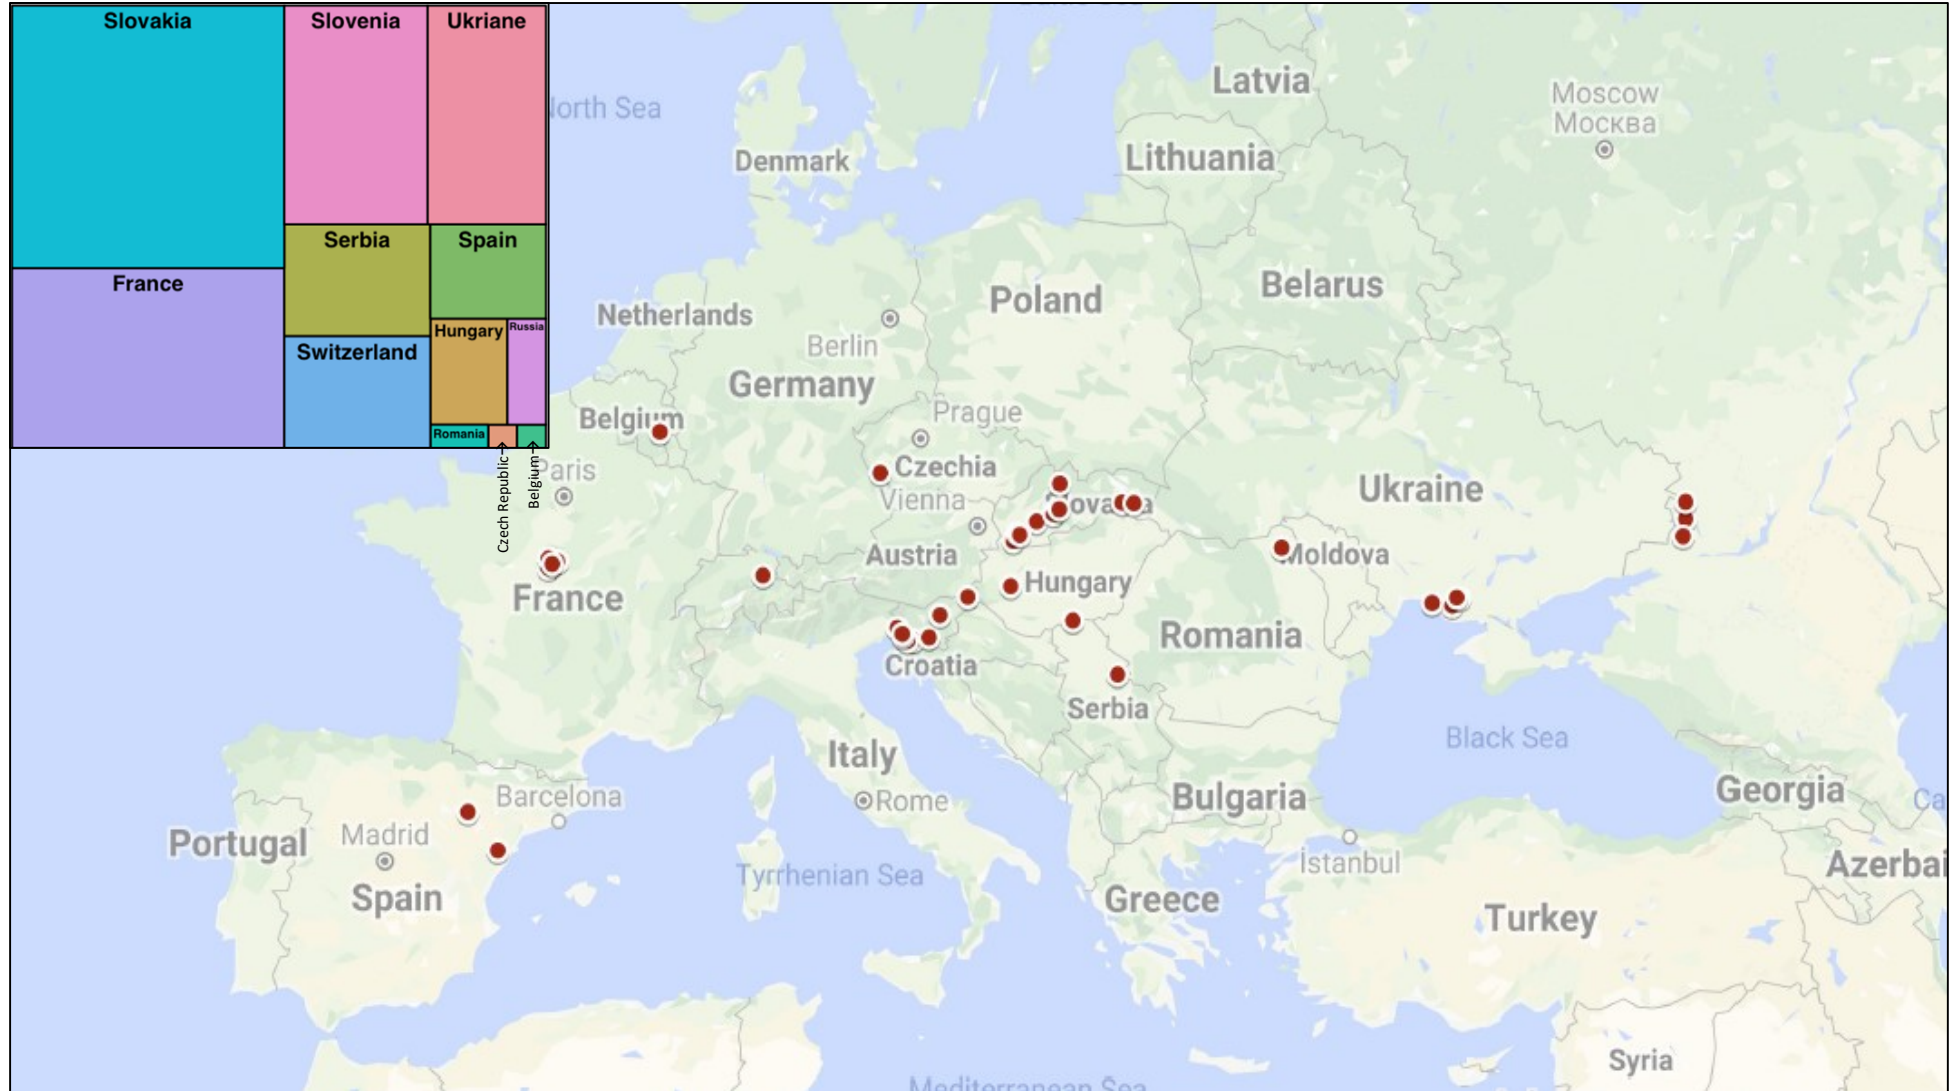 Slovakia
Slovenia
Ukriane
France
Serbia
Spain
Switzerland
Hungary
Russia
Romania
Czech Republic
Belgium
North Sea
Denmark
Latvia
Lithuania
Moscow
Москва
Netherlands
Berlin
Germany
Poland
Belarus
Belgium
Prague
Czechia
Paris
Vienna
Slovakia
Ukraine
Austria
Moldova
France
Hungary
Romania
Croatia
Serbia
Italy
Black Sea
Barcelona
Rome
Bulgaria
Georgia
Portugal
Madrid
İstanbul
Azerbai
Spain
Tyrrhenian Sea
Greece
Turkey
Syria
Mediterranean Sea